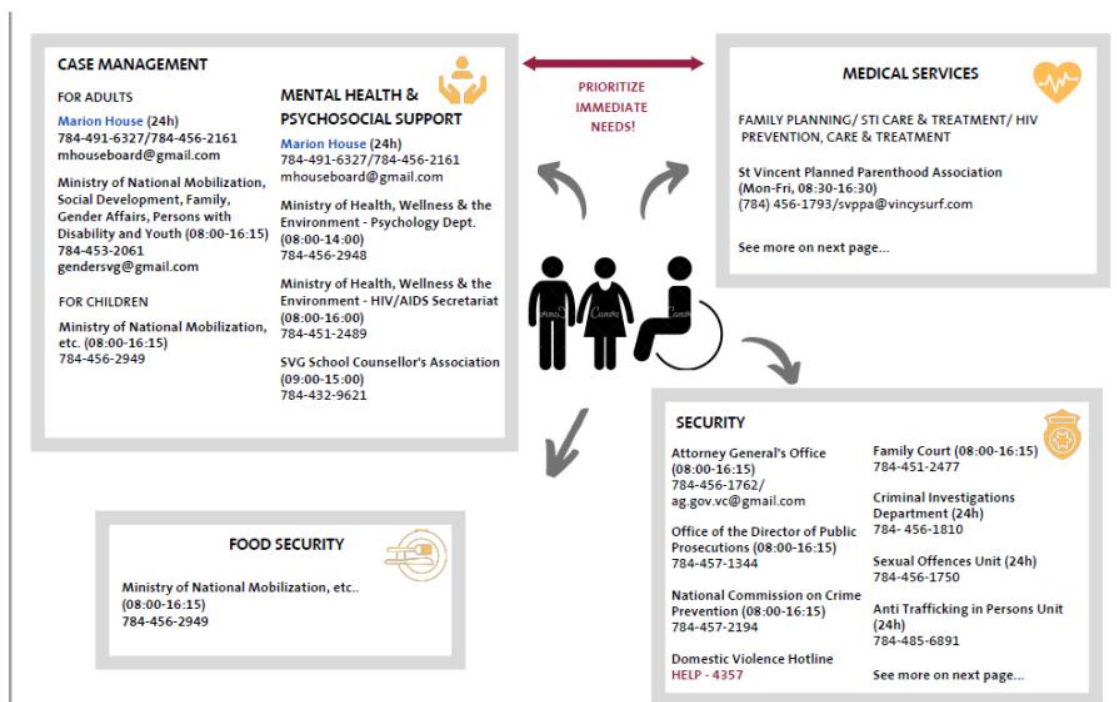 CASE MANAGEMENT
FOR ADULTS
Marion House (24h)
784-491-6327/784-456-2161
mhouseboard@gmail.com
Ministry of National Mobilization,
Social Development, Family,
Gender Affairs, Persons with
Disability and Youth (08:00-16:15)
784-453-2061
gendersvg@gmail.com
FOR CHILDREN
Ministry of National Mobilization,
etc. (08:00-16:15)
784-456-2949
MENTAL HEALTH &
PSYCHOSOCIAL SUPPORT
Marion House (24h)
784-491-6327/784-456-2161
mhouseboard@gmail.com
Ministry of Health, Wellness & the
Environment - Psychology Dept.
(08:00-14:00)
784-456-2948
Ministry of Health, Wellness & the
Environment - HIV/AIDS Secretariat
(08:00-16:00)
784-451-2489
SVG School Counsellor's Association
(09:00-15:00)
784-432-9621
PRIORITIZE
IMMEDIATE
NEEDS!
MEDICAL SERVICES
FAMILY PLANNING/ STI CARE & TREATMENT/ HIV
PREVENTION, CARE & TREATMENT
St Vincent Planned Parenthood Association
(Mon-Fri, 08:30-16:30)
(784) 456-1793/svppa@vincysurf.com
See more on next page...
Canva
Canva
FOOD SECURITY
Ministry of National Mobilization, etc..
(08:00-16:15)
784-456-2949
SECURITY
Attorney General's Office
(08:00-16:15)
784-456-1762/
ag.gov.vc@gmail.com
Office of the Director of Public
Prosecutions (08:00-16:15)
784-457-1344
National Commission on Crime
Prevention (08:00-16:15)
784-457-2194
Domestic Violence Hotline
HELP - 4357
Family Court (08:00-16:15)
784-451-2477
Criminal Investigations
Department (24h)
784- 456-1810
Sexual Offences Unit (24h)
784-456-1750
Anti Trafficking in Persons Unit
(24h)
784-485-6891
See more on next page...